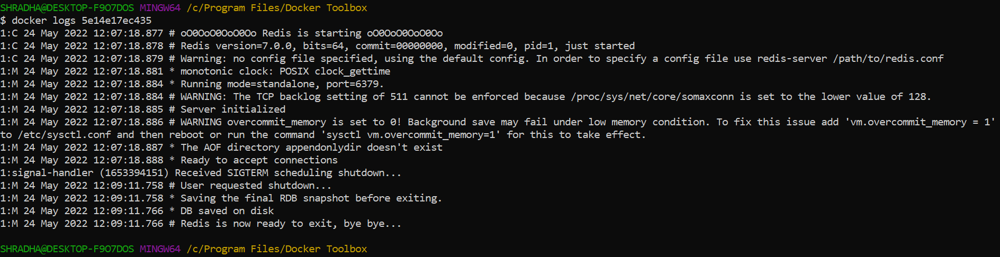 SHRADHA@DESKTOP-F9O7DOS MINGW64 /c/Program Files/Docker Toolbox
$ docker logs 5e14e17ec435
1:C 24 May 2022 12:07:18.877 # oO0OoO0OoO0Oo Redis is starting oO0OoO0OoO0Oo
1:C 24 May 2022 12:07:18.878 # Redis version=7.0.0, bits=64, commit=00000000, modified=0, pid=1, just started
1:C 24 May 2022 12:07:18.879 # Warning: no config file specified, using the default config. In order to specify a config file use redis-server /path/to/redis.conf
1:M 24 May 2022 12:07:18.881 * monotonic clock: POSIX clock_gettime
1:M 24 May 2022 12:07:18.884 * Running mode=standalone, port=6379.
1:M 24 May 2022 12:07:18.884 # WARNING: The TCP backlog setting of 511 cannot be enforced because /proc/sys/net/core/somaxconn is set to the lower value of 128.
1:M 24 May 2022 12:07:18.885 # Server initialized
1:M 24 May 2022 12:07:18.886 # WARNING overcommit_memory is set to 0! Background save may fail under low memory condition. To fix this issue add 'vm.overcommit_memory = 1'
to /etc/sysctl.conf and then reboot or run the command 'sysctl vm.overcommit_memory=1' for this to take effect.
1:M 24 May 2022 12:07:18.887 * The AOF directory appendonlydir doesn't exist
1:M 24 May 2022 12:07:18.888 * Ready to accept connections
1:signal-handler (1653394151) Received SIGTERM scheduling shutdown...
1:M 24 May 2022 12:09:11.758 # User requested shutdown...
1:M 24 May 2022 12:09:11.758 * Saving the final RDB snapshot before exiting.
1:M 24 May 2022 12:09:11.766 * DB saved on disk
1:M 24 May 2022 12:09:11.766 # Redis is now ready to exit, bye bye...
SHRADHA@DESKTOP-F9O7DOS MINGW64 /c/Program Files/Docker Toolbox